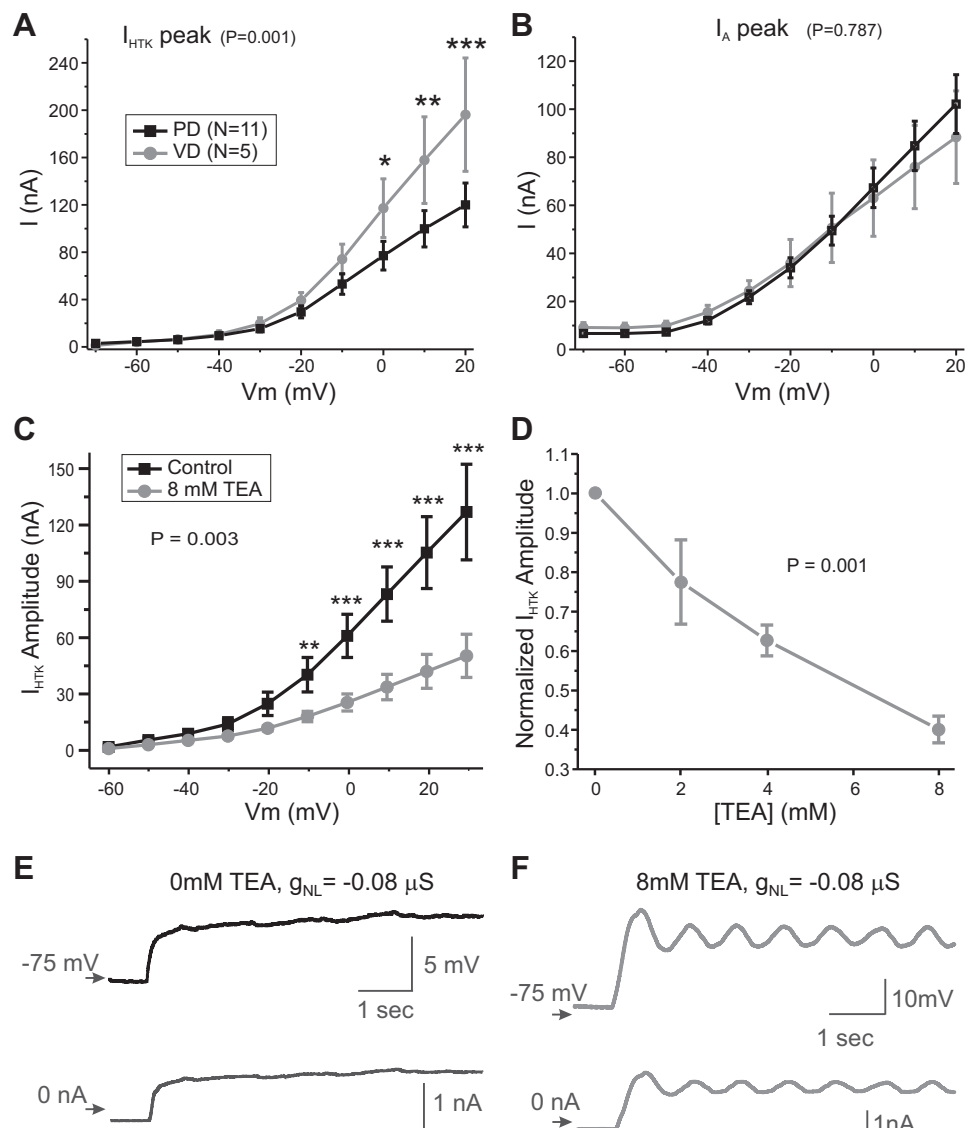 A
I_HTK peak (P=0.001)
***
**
*
PD (N=11)
VD (N=5)
I (nA)
240
200
160
120
80
40
0
-60
-40
-20
0
20
Vm (mV)
B
I_A peak (P=0.787)
I (nA)
120
100
80
60
40
20
0
-60
-40
-20
0
20
Vm (mV)
C
Control
8 mM TEA
P = 0.003
**
***
***
***
***
I_HTK Amplitude (nA)
150
120
90
60
30
0
-60
-40
-20
0
20
Vm (mV)
D
P = 0.001
Normalized I_HTK Amplitude
1.1
1.0
0.9
0.8
0.7
0.6
0.5
0.4
0.3
0
2
4
6
8
[TEA] (mM)
E
0mM TEA, g_NL= -0.08 μS
-75 mV
5 mV
1 sec
0 nA
1 nA
F
8mM TEA, g_NL= -0.08 μS
-75 mV
10mV
1 sec
0 nA
1nA